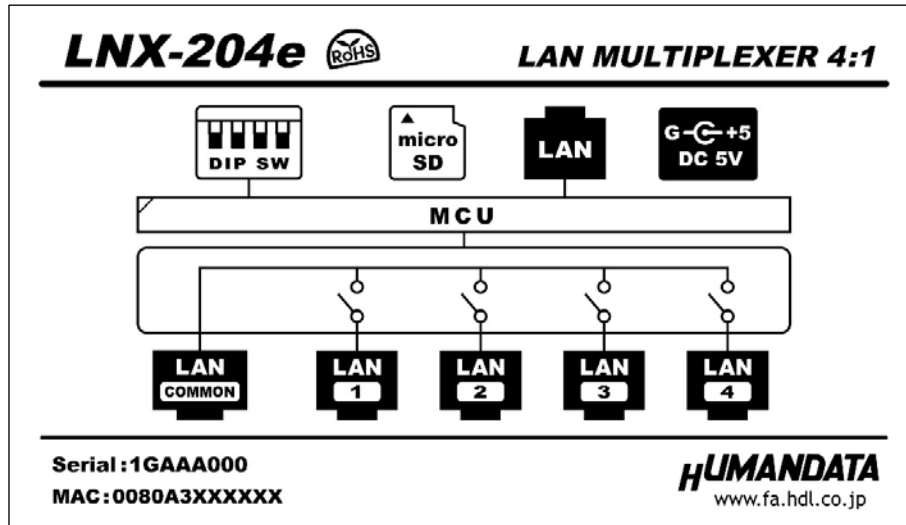 LNX-204e RoHS LAN MULTIPLEXER 4:1
DIP SW
micro
SD
LAN
G +5
DC 5V
MCU
LAN
COMMON
LAN
1
LAN
2
LAN
3
LAN
4
Serial:1GAAA000
MAC:0080A3XXXXXX
HUMANDATA
www.fa.hdl.co.jp